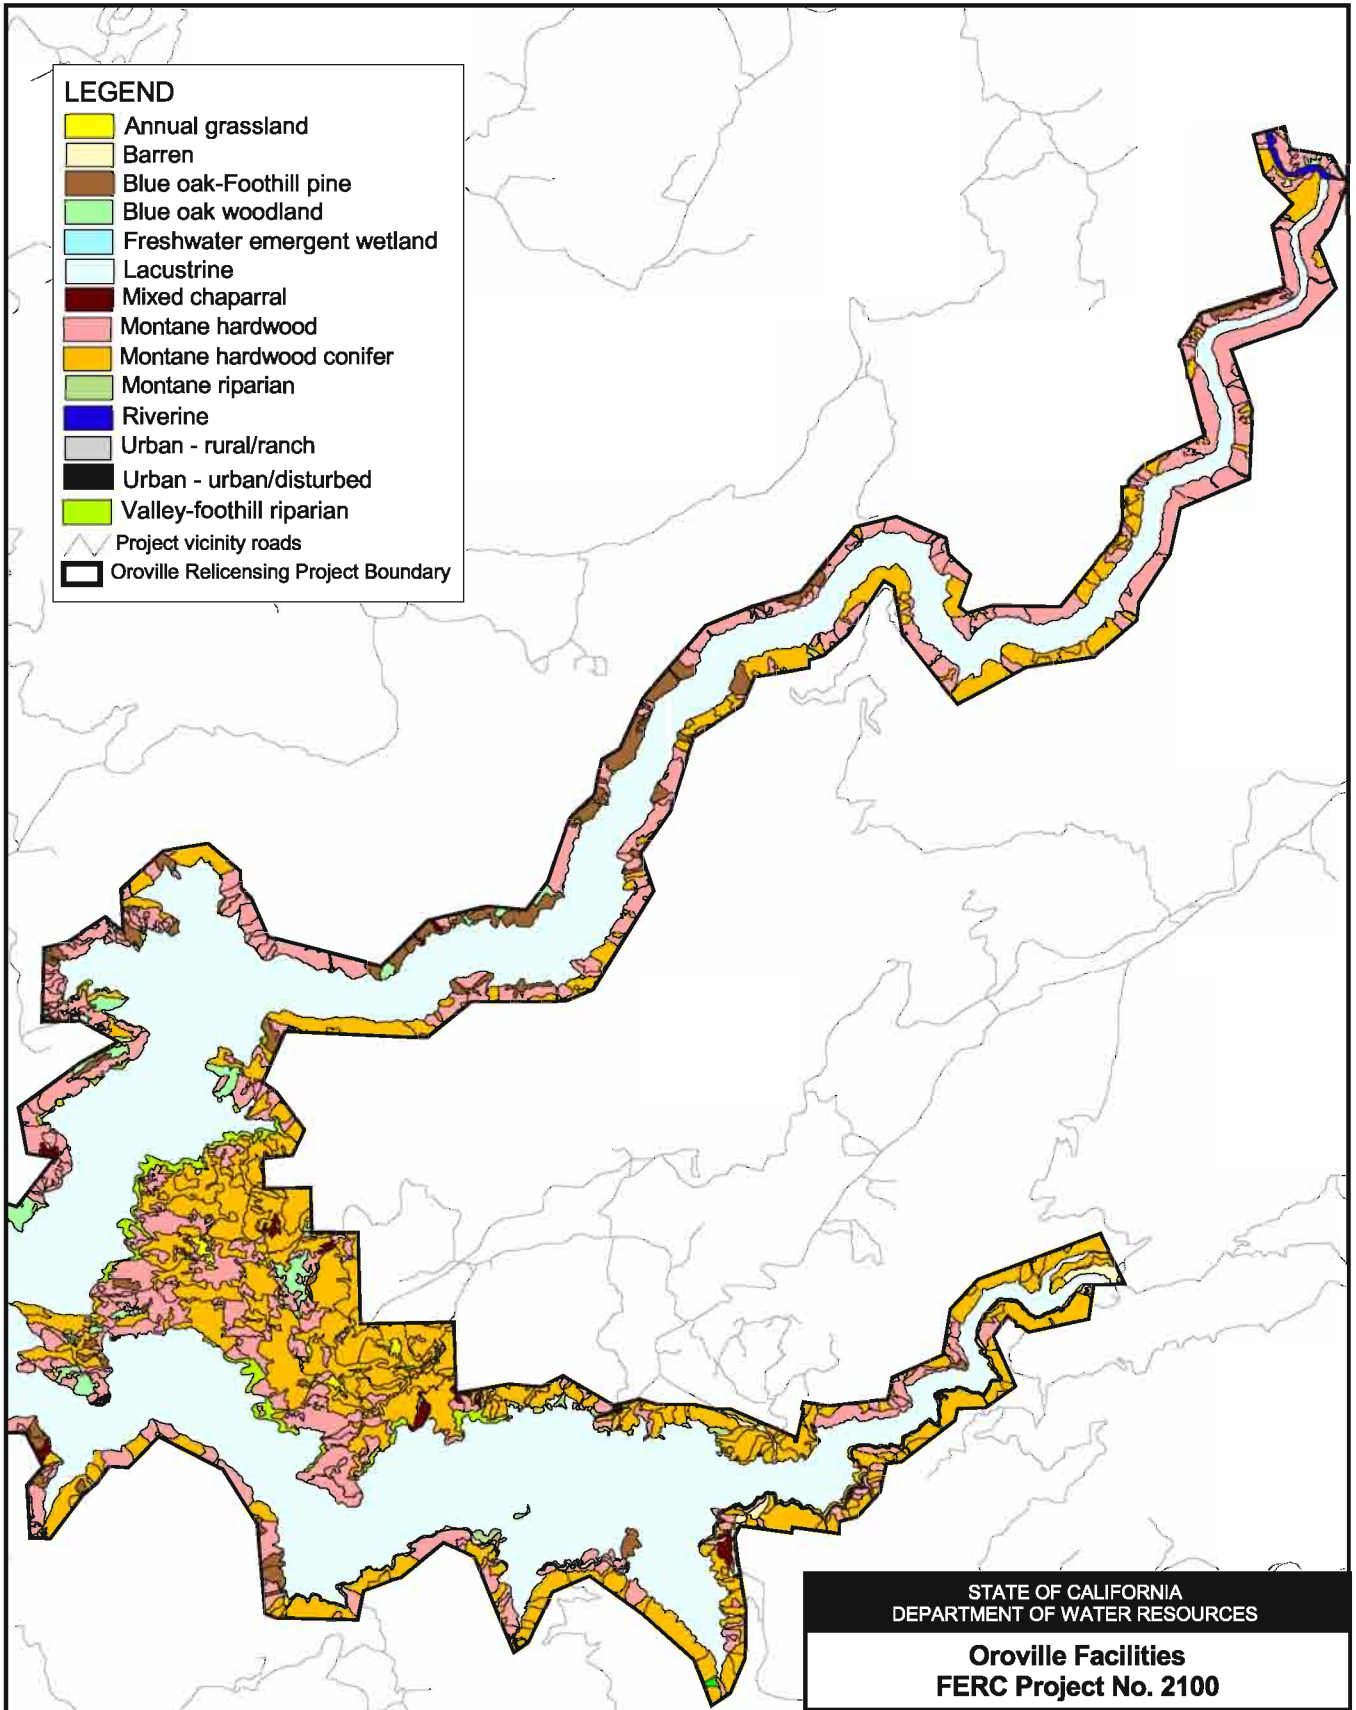 LEGEND
Annual grassland
Barren
Blue oak-Foothill pine
Blue oak woodland
Freshwater emergent wetland
Lacustrine
Mixed chaparral
Montane hardwood
Montane hardwood conifer
Montane riparian
Riverine
Urban - rural/ranch
Urban - urban/disturbed
Valley-foothill riparian
Project vicinity roads
Oroville Relicensing Project Boundary
STATE OF CALIFORNIA
DEPARTMENT OF WATER RESOURCES
Oroville Facilities
FERC Project No. 2100